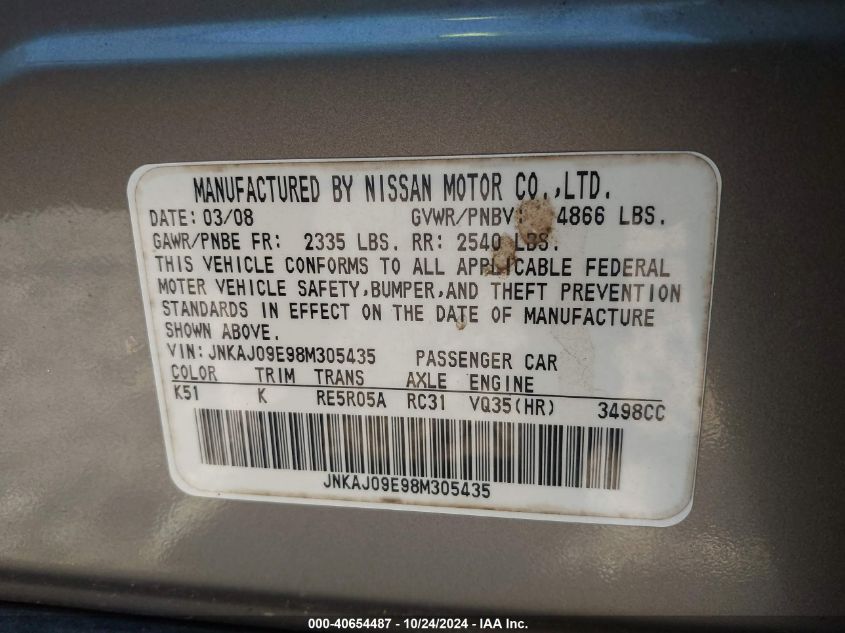 MANUFACTURED BY NISSAN MOTOR CO.,LTD.
DATE: 03/08 GVWR/PNBV: 4866 LBS.
GAWR/PNBE FR: 2335 LBS. RR: 2540 LBS.
THIS VEHICLE CONFORMS TO ALL APPLICABLE FEDERAL
MOTER VEHICLE SAFETY,BUMPER,AND THEFT PREVENTION
STANDARDS IN EFFECT ON THE DATE OF MANUFACTURE
SHOWN ABOVE.
VIN: JNKAJ09E98M305435 PASSENGER CAR
COLOR TRIM TRANS AXLE ENGINE
K51 K RE5R05A RC31 VQ35(HR) 3498CC
JNKAJ09E98M305435
000-40654487 - 10/24/2024 - IAA Inc.